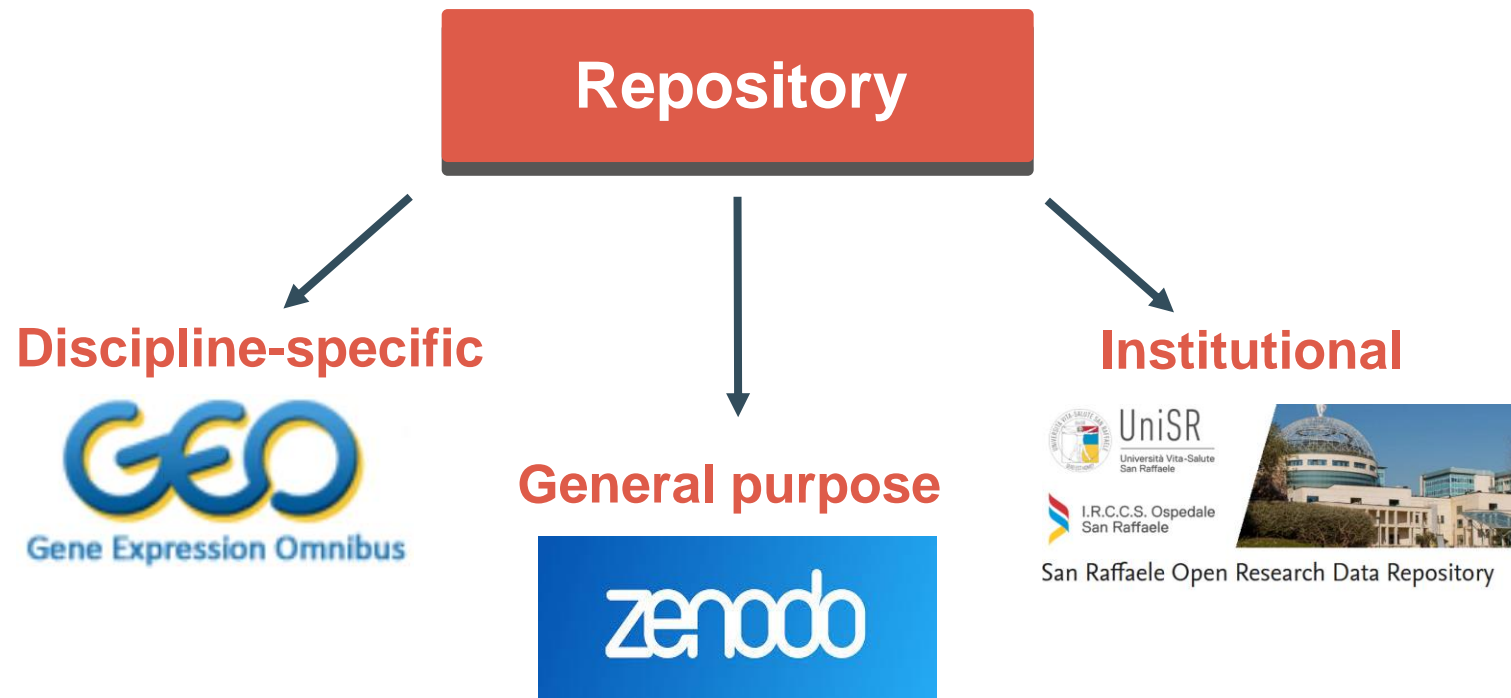 Repository
Discipline-specific
GEO
Gene Expression Omnibus
General purpose
zenodo
Institutional
UniSR
Università Vita-Salute
San Raffaele
I.R.C.C.S. Ospedale
San Raffaele
San Raffaele Open Research Data Repository